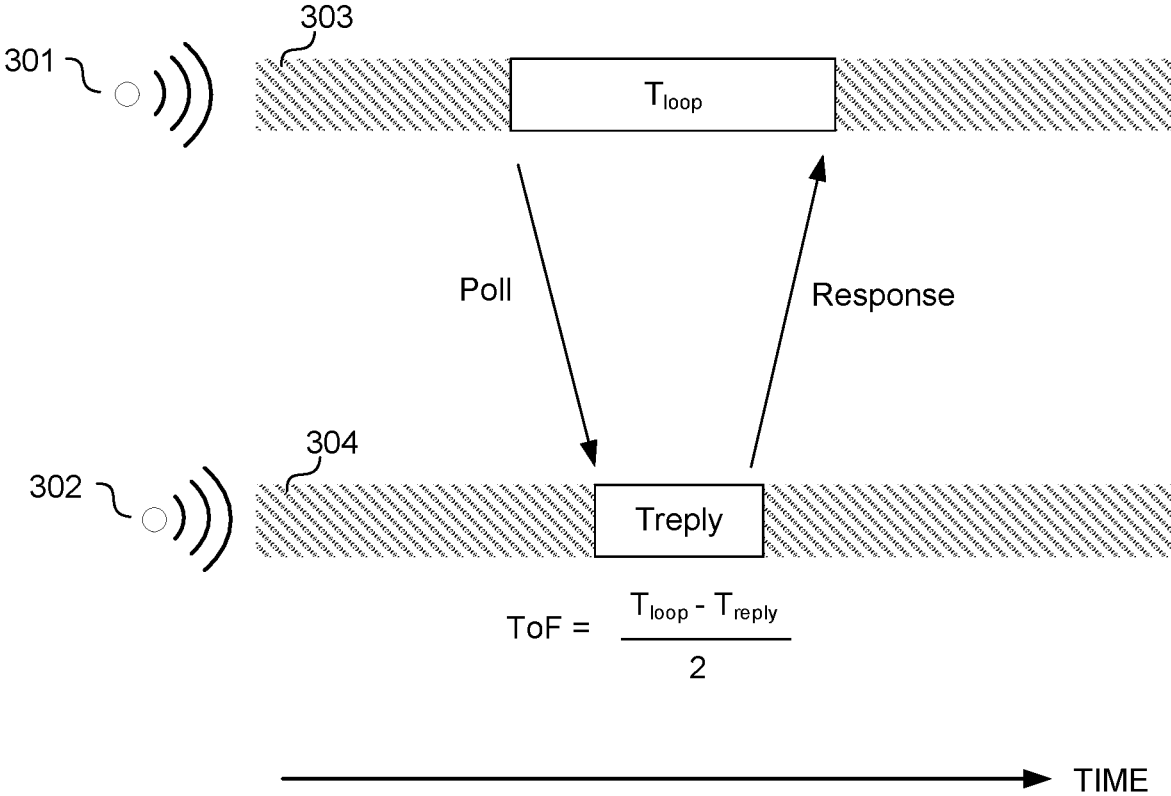 303
301
Tloop
Poll
Response
304
302
Treply
ToF = Tloop - Treply
2
TIME